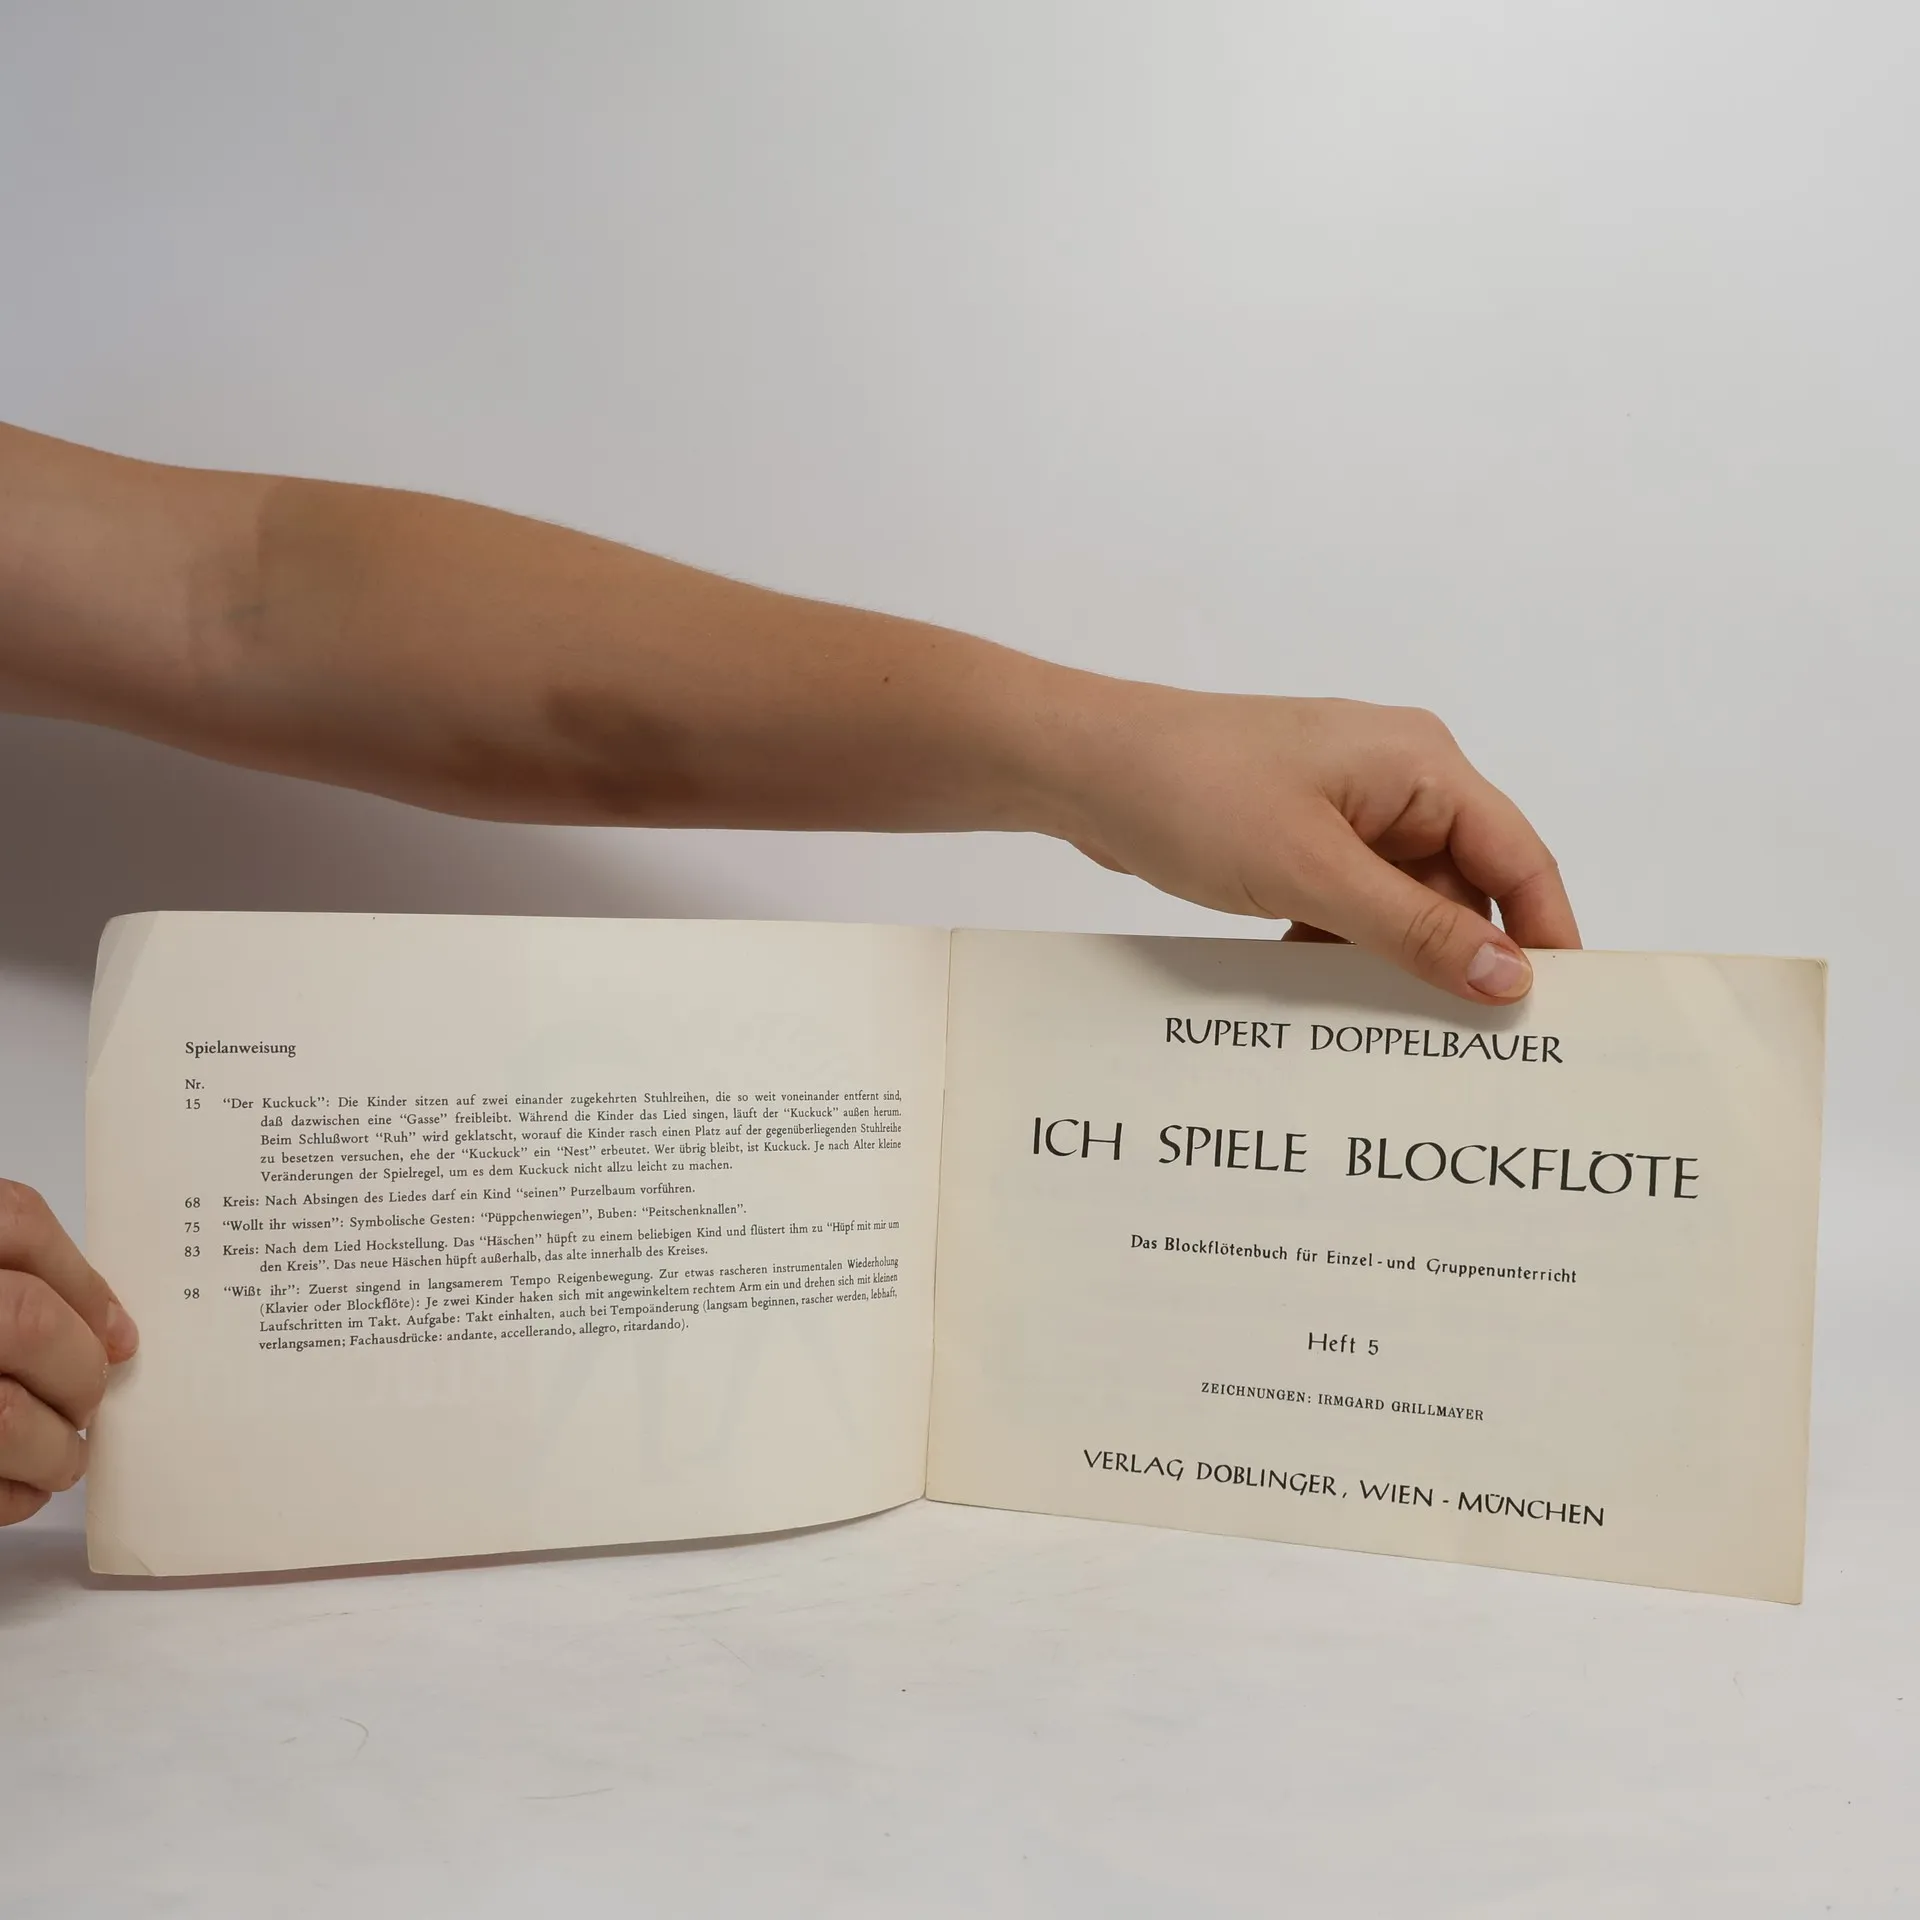 Spielanweisung
Nr.
15 “Der Kuckuck”: Die Kinder sitzen auf zwei einander zugekehrten Stuhlreihen, die so weit voneinander entfernt sind,
daß dazwischen eine “Gasse” freibleibt. Während die Kinder das Lied singen, läuft der “Kuckuck” außen herum.
Beim Schlußwort “Ruh” wird geklatscht, worauf die Kinder rasch einen Platz auf der gegenüberliegenden Stuhlreihe
zu besetzen versuchen, ehe der “Kuckuck” ein “Nest” erbeutet. Wer übrig bleibt, ist Kuckuck. Je nach Alter kleine
Veränderungen der Spielregel, um es dem Kuckuck nicht allzu leicht zu machen.
68 Kreis: Nach Absingen des Liedes darf ein Kind “seinen” Purzelbaum vorführen.
75 “Wollt ihr wissen”: Symbolische Gesten: “Püppchenwiegen”, Buben: “Peitschenknallen”.
83 Kreis: Nach dem Lied Hockstellung. Das “Häschen” hüpft zu einem beliebigen Kind und flüstert ihm zu “Hüpf mit mir um
den Kreis”. Das neue Häschen hüpft außerhalb, das alte innerhalb des Kreises.
98 “Wißt ihr”: Zuerst singend in langsamerem Tempo Reigenbewegung. Zur etwas rascheren instrumentalen Wiederholung
(Klavier oder Blockflöte): Je zwei Kinder haken sich mit angewinkeltem rechtem Arm ein und drehen sich mit kleinen
Laufschritten im Takt. Aufgabe: Takt einhalten, auch bei Tempoänderung (langsam beginnen, rascher werden, lebhaft,
verlangsamen; Fachausdrücke: andante, accellerando, allegro, ritardando).
RUPERT DOPPELBAUER
ICH SPIELE BLOCKFLÖTE
Das Blockflötenbuch für Einzel- und Gruppenunterricht
Heft 5
ZEICHNUNGEN: IRMGARD GRILLMAYER
VERLAG DOBLINGER, WIEN - MÜNCHEN